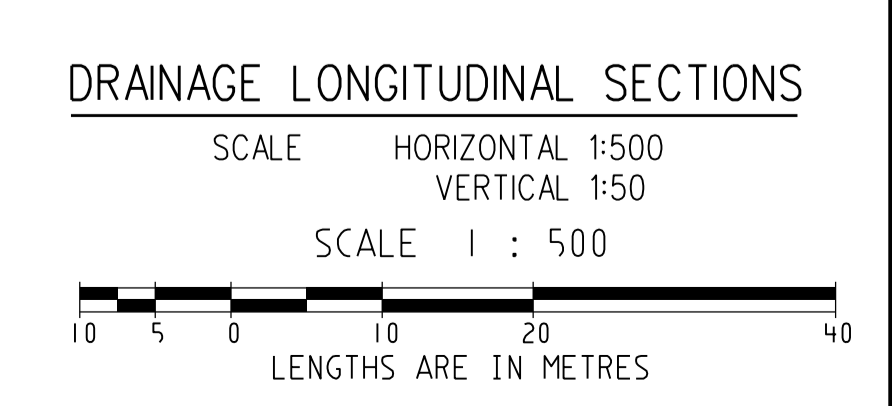 DRAINAGE LONGITUDINAL SECTIONS
SCALE HORIZONTAL 1:500
VERTICAL 1:50
SCALE 1 : 500
10 5 0 10 20 40
LENGTHS ARE IN METRES